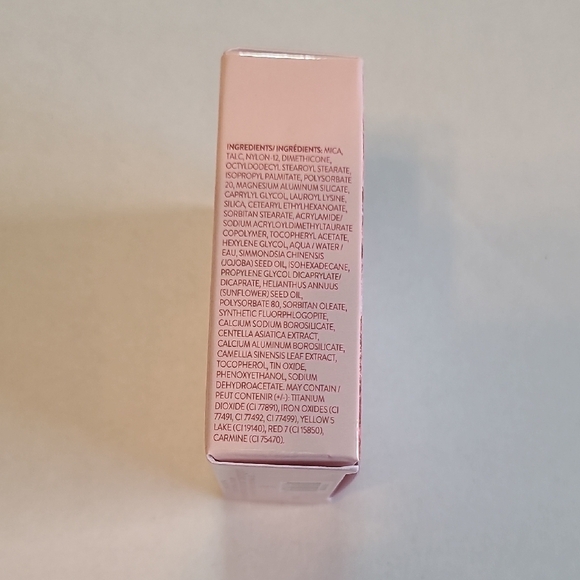 INGREDIENTS/ INGRÉDIENTS: MICA,
TALC, NYLON-12, DIMETHICONE,
OCTYLDODECYL STEAROYL STEARATE,
ISOPROPYL PALMITATE, POLYSORBATE
20, MAGNESIUM ALUMINUM SILICATE,
CAPRYLYL GLYCOL, LAUROYL LYSINE,
SILICA, CETEARYL ETHYLHEXANOATE,
SORBITAN STEARATE, ACRYLAMIDE/
SODIUM ACRYLOYLDIMETHYLTAURATE
COPOLYMER, TOCOPHERYL ACETATE,
HEXYLENE GLYCOL, AQUA / WATER /
EAU, SIMMONDSIA CHINENSIS
(JOJOBA) SEED OIL, ISOHEXADECANE,
PROPYLENE GLYCOL DICAPRYLATE/
DICAPRATE, HELIANTHUS ANNUUS
(SUNFLOWER) SEED OIL,
POLYSORBATE 80, SORBITAN OLEATE,
SYNTHETIC FLUORPHLOGOPITE,
CALCIUM SODIUM BOROSILICATE,
CENTELLA ASIATICA EXTRACT,
CALCIUM ALUMINUM BOROSILICATE,
CAMELLIA SINENSIS LEAF EXTRACT,
TOCOPHEROL, TIN OXIDE,
PHENOXYETHANOL, SODIUM
DEHYDROACETATE. MAY CONTAIN /
PEUT CONTENIR (+/-): TITANIUM
DIOXIDE (CI 77891), IRON OXIDES (CI
77491, CI 77492, CI 77499), YELLOW 5
LAKE (CI 19140), RED 7 (CI 15850),
CARMINE (CI 75470).